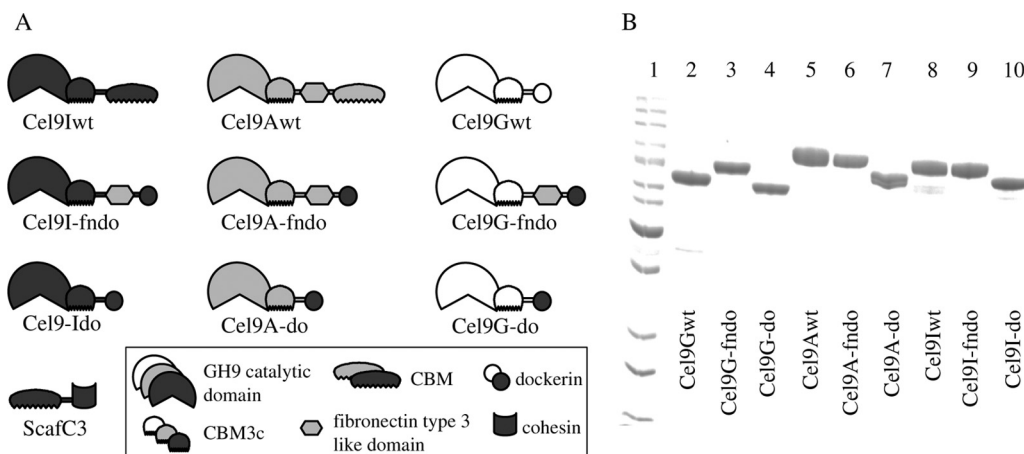 A
Cel9Iwt
Cel9Awt
Cel9Gwt
Cel9I-fndo
Cel9A-fndo
Cel9G-fndo
Cel9-Ido
Cel9A-do
Cel9G-do
ScafC3
GH9 catalytic
domain
CBM3c
CBM
fibronectin type 3
like domain
dockerin
cohesin
B
1 2 3 4 5 6 7 8 9 10
Cel9Gwt
Cel9G-fndo
Cel9G-do
Cel9Awt
Cel9A-fndo
Cel9A-do
Cel9Iwt
Cel9I-fndo
Cel9I-do